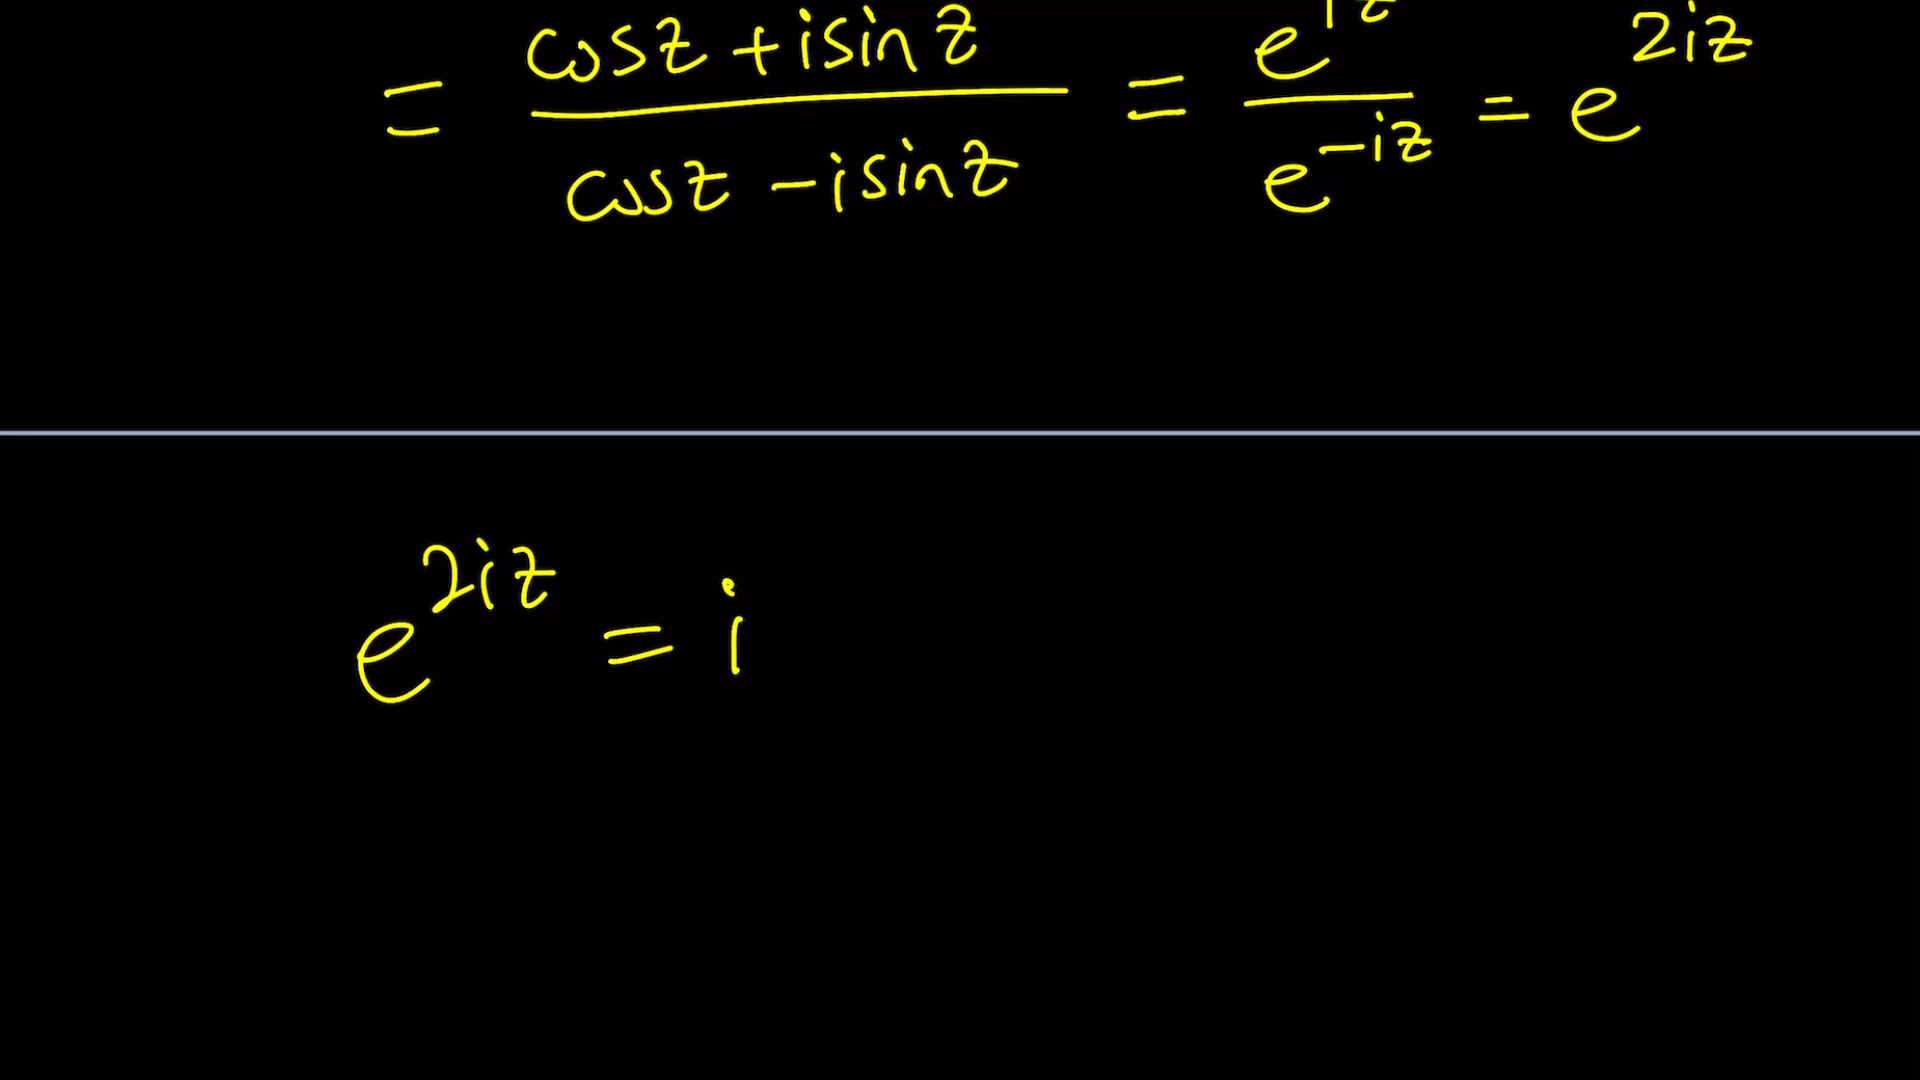 = (cosz + isinz)/(cosz - isinz) = e^{iz}/e^{-iz} = e^{2iz}
e^{2iz} = i